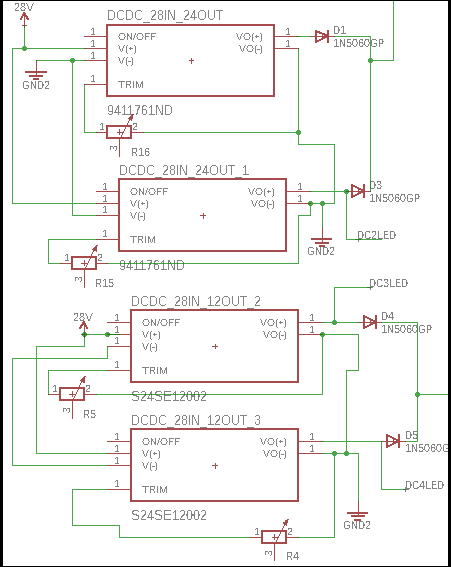 28V
DCDC_28IN_24OUT
D1
1 ON/OFF VO(+) 1
1N5060GP
1 V(+) VO(-) 1
1 V(-)
GND2
1 TRIM
9411761ND
1 2
3 R16
DCDC_28IN_24OUT_1
D3
1 ON/OFF VO(+) 1
1N5060GP
1 V(+) VO(-) 1
1 V(-)
DC2LED
1 TRIM
GND2
1 2 9411761ND
3 R15
DC3LED
DCDC_28IN_12OUT_2
28V
D4
1 ON/OFF VO(+) 1
1N5060GP
1 V(+) VO(-) 1
1 V(-)
1 TRIM
1 2 S24SE12002
3 R5
DCDC_28IN_12OUT_3
D5
1 ON/OFF VO(+) 1
1N5060G
1 V(+) VO(-) 1
1 V(-)
DC4LED
1 TRIM
S24SE12002
GND2
1 2
3 R4